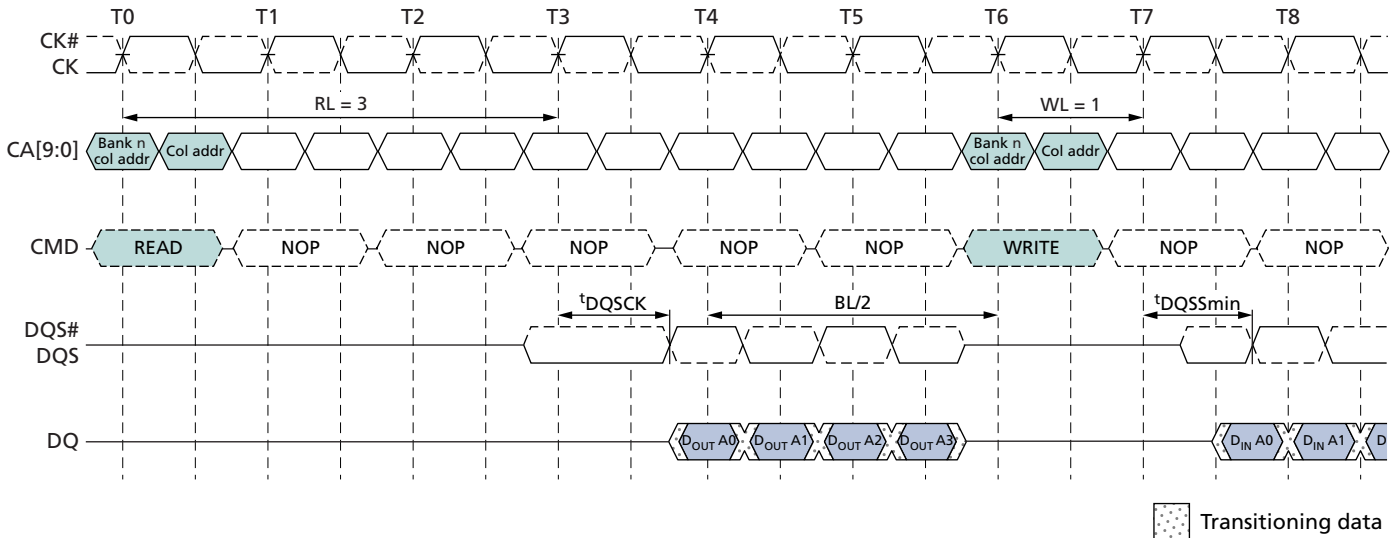 T0 T1 T2 T3 T4 T5 T6 T7 T8
CK#
CK
RL = 3 WL = 1
CA[9:0] Bank n col addr Col addr Bank n col addr Col addr
CMD READ NOP NOP NOP NOP NOP WRITE NOP NOP
tDQSCK BL/2 tDQSSmin
DQS#
DQS
DQ DOUT A0 DOUT A1 DOUT A2 DOUT A3 DIN A0 DIN A1 D
Transitioning data